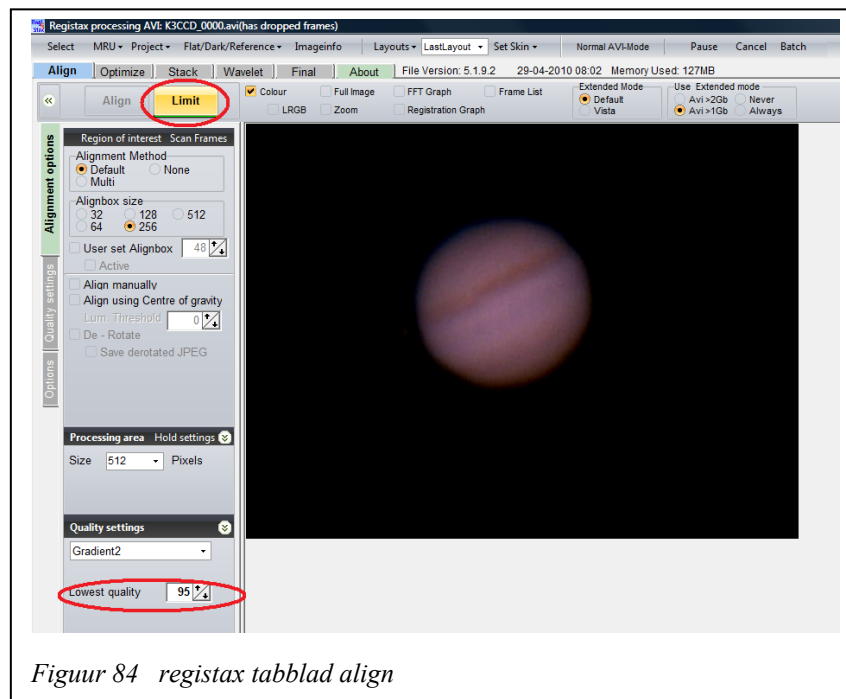 Registax processing AVI: K3CCD_0000.avi(has dropped frames)
Select MRU Project Flat/Dark/Reference Imageinfo Layouts LastLayout Set Skin Normal AVI-Mode Pause Cancel Batch
Align Optimize Stack Wavelet Final About File Version: 5.1.9.2 29-04-2010 08:02 Memory Used: 127MB
« Align Limit
Colour Full Image FFT Graph Frame List
LRGB Zoom Registration Graph
Extended Mode
Default
Vista
Use Extended mode
Avi >2Gb Never
Avi >1Gb Always
Alignment options
Quality settings
Options
Region of interest Scan Frames
Alignment Method
Default None
Multi
Alignbox size
32 128 512
64 256
User set Alignbox 48
Active
Align manually
Align using Centre of gravity
Lum. Threshold 0
De - Rotate
Save derotated JPEG
Processing area Hold settings
Size 512 Pixels
Quality settings
Gradient2
Lowest quality 95
Figuur 84 registax tabblad align